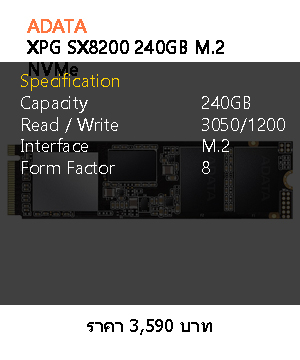 ADATA
XPG SX8200 240GB M.2
NVMe
Specification
Capacity 240GB
Read / Write 3050/1200
Interface M.2
Form Factor 8
ราคา 3,590 บาท